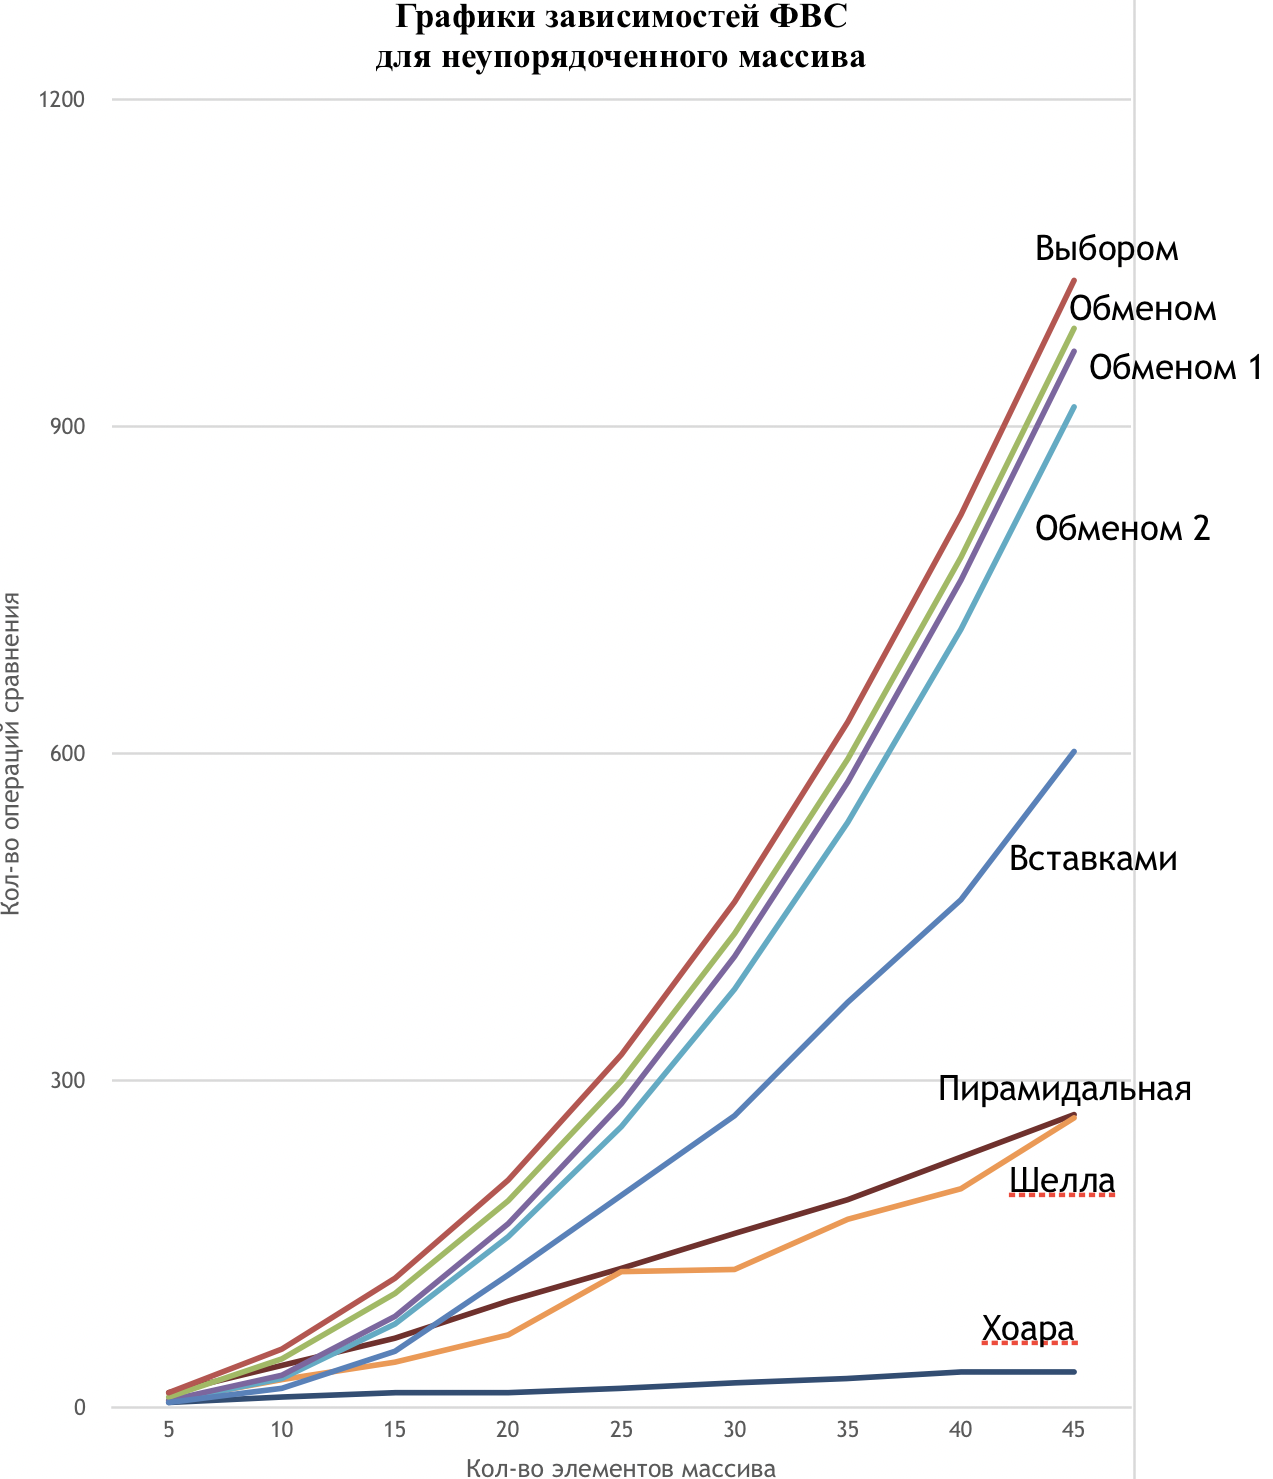 Графики зависимостей ФВС
для неупорядоченного массива
1200
900
600
300
0
Кол-во операций сравнения
Выбором
Обменом
Обменом 1
Обменом 2
Вставками
Пирамидальная
Шелла
Хоара
5 10 15 20 25 30 35 40 45
Кол-во элементов массива